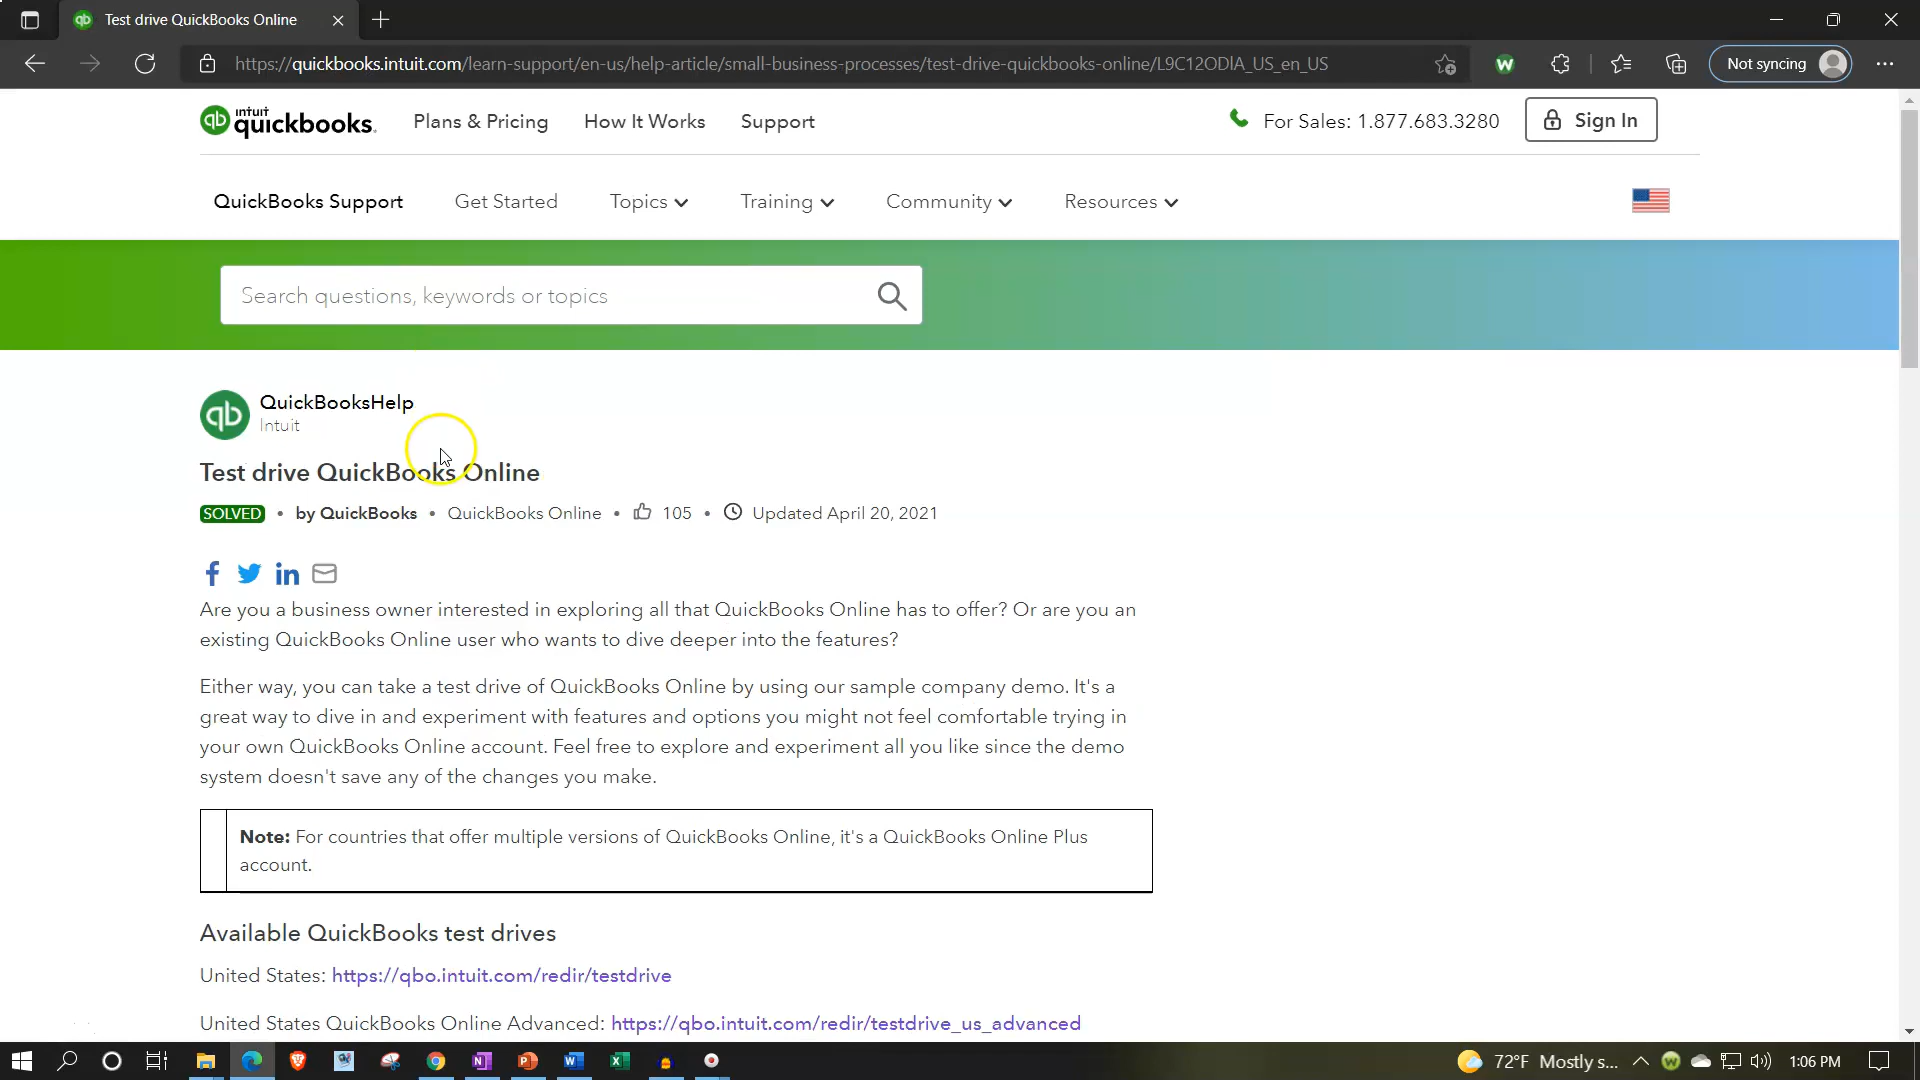 Test drive QuickBooks Online
https://quickbooks.intuit.com/learn-support/en-us/help-article/small-business-processes/test-drive-quickbooks-online/L9C12ODlA_US_en_US
Not syncing
intuit
quickbooks.
Plans & Pricing How It Works Support
For Sales: 1.877.683.3280
Sign In
QuickBooks Support Get Started Topics Training Community Resources
Search questions, keywords or topics
QuickBooksHelp
Intuit
Test drive QuickBooks Online
SOLVED • by QuickBooks • QuickBooks Online • 105 • Updated April 20, 2021
Are you a business owner interested in exploring all that QuickBooks Online has to offer? Or are you an
existing QuickBooks Online user who wants to dive deeper into the features?
Either way, you can take a test drive of QuickBooks Online by using our sample company demo. It's a
great way to dive in and experiment with features and options you might not feel comfortable trying in
your own QuickBooks Online account. Feel free to explore and experiment all you like since the demo
system doesn't save any of the changes you make.
Note: For countries that offer multiple versions of QuickBooks Online, it's a QuickBooks Online Plus
account.
Available QuickBooks test drives
United States: https://qbo.intuit.com/redir/testdrive
United States QuickBooks Online Advanced: https://qbo.intuit.com/redir/testdrive_us_advanced
72°F Mostly s... 1:06 PM